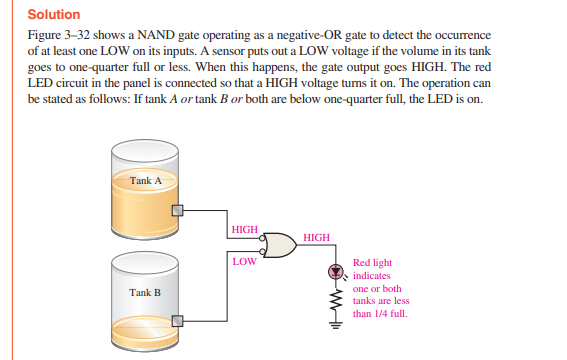 Solution
Figure 3–32 shows a NAND gate operating as a negative-OR gate to detect the occurrence
of at least one LOW on its inputs. A sensor puts out a LOW voltage if the volume in its tank
goes to one-quarter full or less. When this happens, the gate output goes HIGH. The red
LED circuit in the panel is connected so that a HIGH voltage turns it on. The operation can
be stated as follows: If tank A or tank B or both are below one-quarter full, the LED is on.
Tank A
HIGH
HIGH
LOW
Tank B
Red light
indicates
one or both
tanks are less
than 1/4 full.